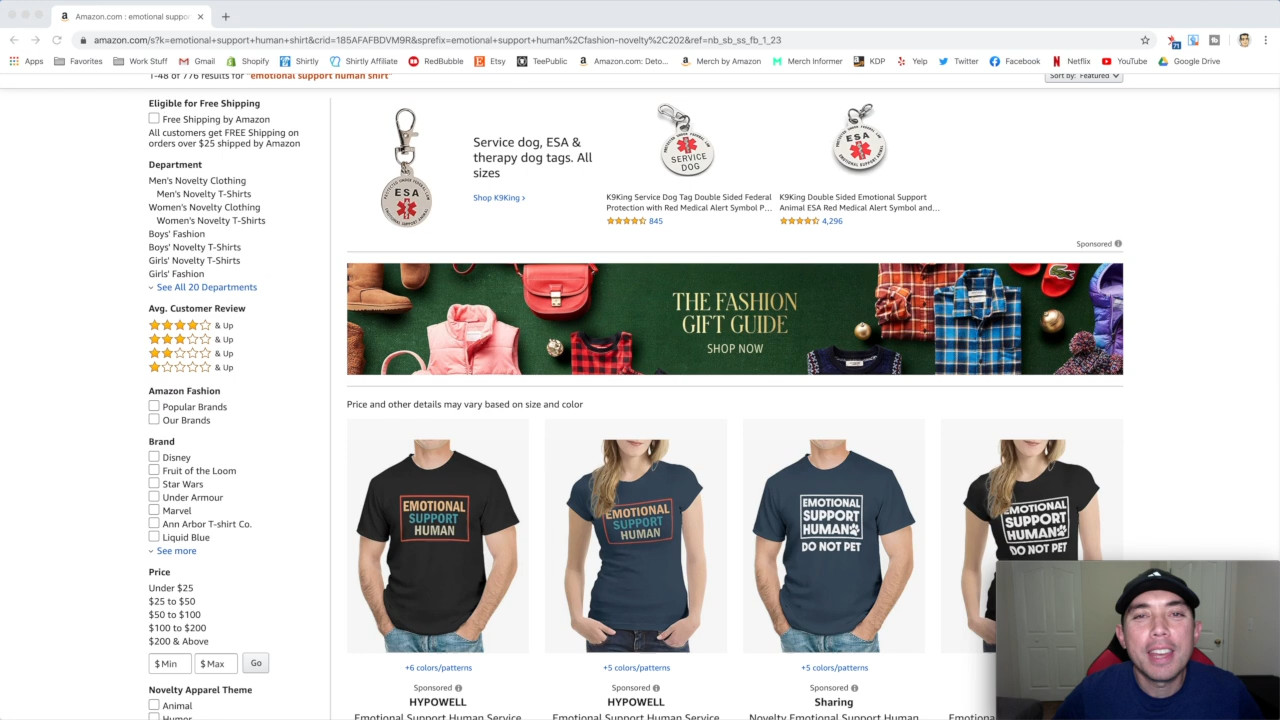 Amazon.com : emotional suppor
amazon.com/s?k=emotional+support+human+shirt&crid=185AFAFBDVM9R&sprefix=emotional+support+human%2Cfashion-novelty%2C202&ref=nb_sb_ss_fb_1_23
Apps Favorites Work Stuff Gmail Shopify Shirtly Shirtly Affiliate RedBubble Etsy TeePublic Amazon.com: Deto... Merch by Amazon Merch Informer KDP Yelp Twitter Facebook Netflix YouTube Google Drive
1-48 of 776 results for "emotional support human shirt"
Sort by: Featured
Eligible for Free Shipping
Free Shipping by Amazon
All customers get FREE Shipping on
orders over $25 shipped by Amazon
Department
Men's Novelty Clothing
Men's Novelty T-Shirts
Women's Novelty Clothing
Women's Novelty T-Shirts
Boys' Fashion
Boys' Novelty T-Shirts
Girls' Novelty T-Shirts
Girls' Fashion
See All 20 Departments
Avg. Customer Review
& Up
& Up
& Up
& Up
Amazon Fashion
Popular Brands
Our Brands
Brand
Disney
Fruit of the Loom
Star Wars
Under Armour
Marvel
Ann Arbor T-shirt Co.
Liquid Blue
See more
Price
Under $25
$25 to $50
$50 to $100
$100 to $200
$200 & Above
$ Min $ Max Go
Novelty Apparel Theme
Animal
Humor
ESA
Service dog, ESA &
therapy dog tags. All
sizes
Shop K9King ›
SERVICE
DOG
K9King Service Dog Tag Double Sided Federal
Protection with Red Medical Alert Symbol P...
845
ESA
K9King Double Sided Emotional Support
Animal ESA Red Medical Alert Symbol and...
4,296
Sponsored
THE FASHION
GIFT GUIDE
SHOP NOW
Price and other details may vary based on size and color
EMOTIONAL
SUPPORT
HUMAN
+6 colors/patterns
Sponsored
HYPOWELL
Emotional Support Human Service
EMOTIONAL
SUPPORT
HUMAN
+5 colors/patterns
Sponsored
HYPOWELL
Emotional Support Human Service
EMOTIONAL
SUPPORT
HUMAN
DO NOT PET
+5 colors/patterns
Sponsored
Sharing
Novelty Emotional Support Human
EMOTIONAL
SUPPORT
HUMAN
DO NOT PET